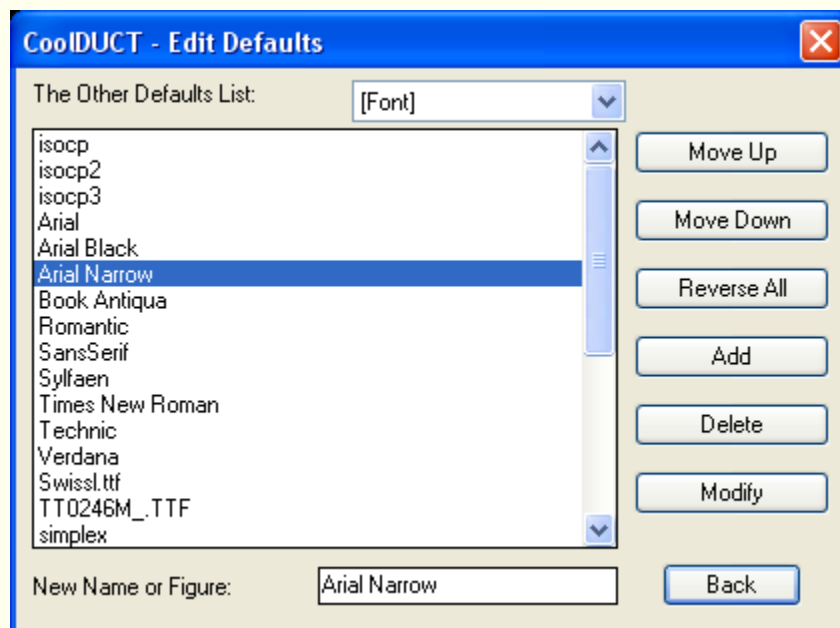 CoolDUCT - Edit Defaults
The Other Defaults List:
[Font]
isocp
isocp2
isocp3
Arial
Arial Black
Arial Narrow
Book Antiqua
Romantic
SansSerif
Sylfaen
Times New Roman
Technic
Verdana
Swissl.ttf
TT0246M_.TTF
simplex
Move Up
Move Down
Reverse All
Add
Delete
Modify
New Name or Figure:
Arial Narrow
Back